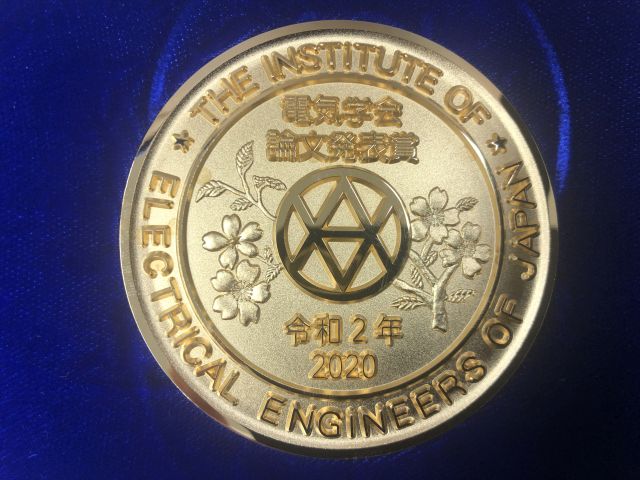 THE INSTITUTE OF
ELECTRICAL ENGINEERS OF JAPAN
電気学会
論文発表賞
令和2年
2020